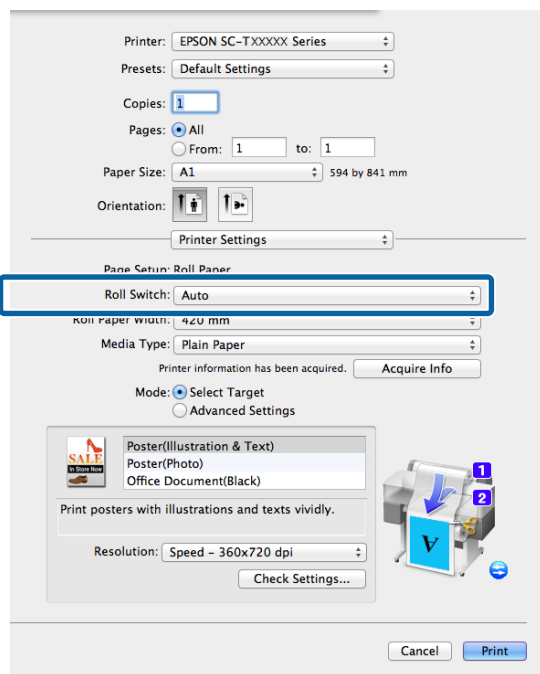 Printer: EPSON SC-TXXXXX Series
Presets: Default Settings
Copies: 1
Pages: All
From: 1 to: 1
Paper Size: A1 594 by 841 mm
Orientation:
Printer Settings
Page Setup: Roll Paper
Roll Switch: Auto
Roll Paper Width: 420 mm
Media Type: Plain Paper
Printer information has been acquired. Acquire Info
Mode: Select Target
Advanced Settings
SALE
In Store Now
Poster(Illustration & Text)
Poster(Photo)
Office Document(Black)
Print posters with illustrations and texts vividly.
Resolution: Speed – 360x720 dpi
Check Settings...
1
2
A
Cancel Print